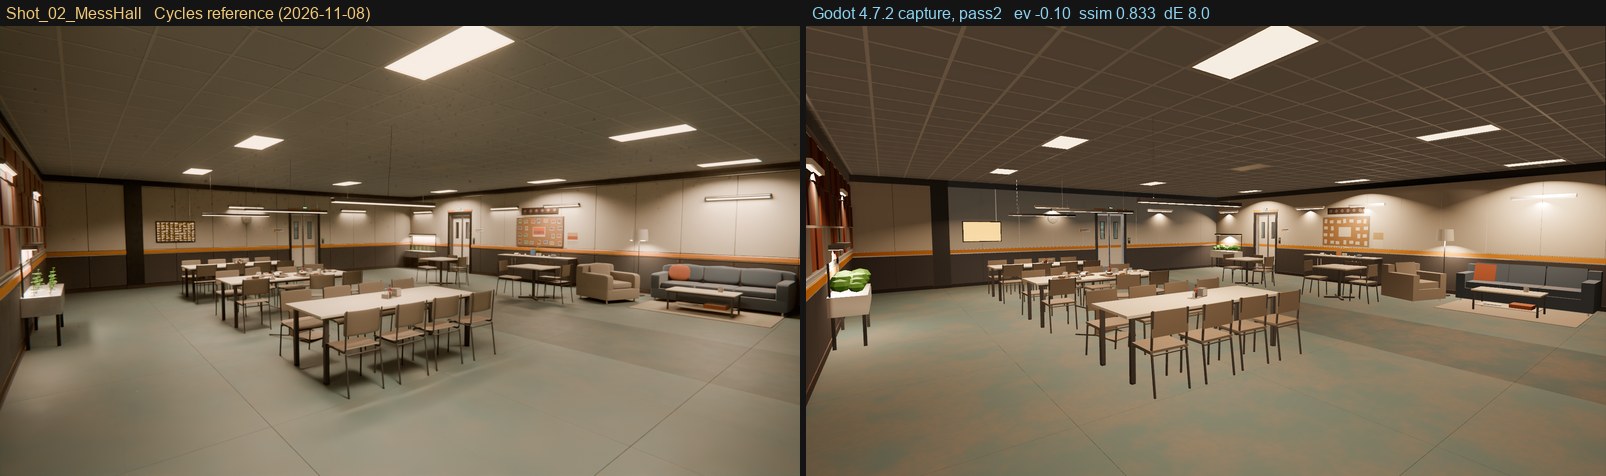 Shot_02_MessHall   Cycles reference (2026-11-08)
Godot 4.7.2 capture, pass2   ev -0.10  ssim 0.833  dE 8.0